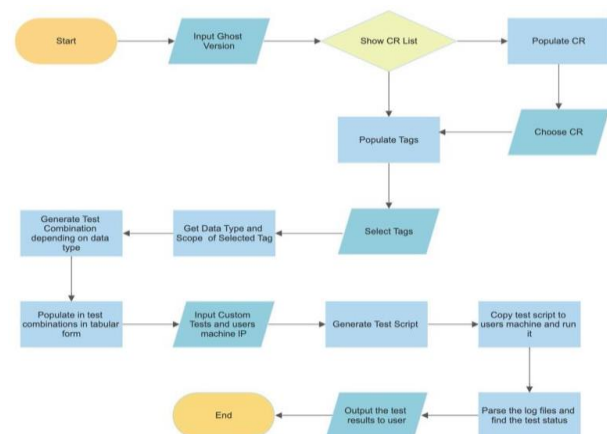 Start
Input Ghost
Version
Show CR List
Populate CR
Populate Tags
Choose CR
Generate Test
Combination
depending on data
type
Get Data Type and
Scope of Selected Tag
Select Tags
Populate in test
combinations in tabular
form
Input Custom
Tests and users
machine IP
Generate Test Script
Copy test script to
users machine and run
it
End
Output the test
results to user
Parse the log files and
find the test status